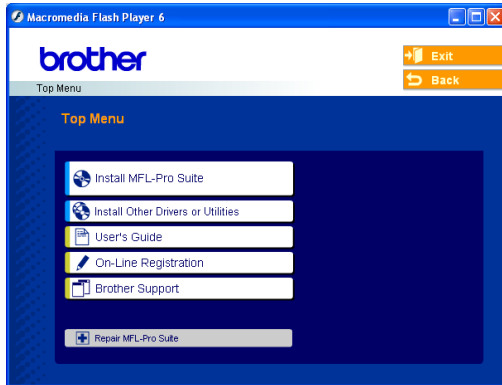 Macromedia Flash Player 6
brother
Exit
Back
Top Menu
Top Menu
Install MFL-Pro Suite
Install Other Drivers or Utilities
User's Guide
On-Line Registration
Brother Support
Repair MFL-Pro Suite